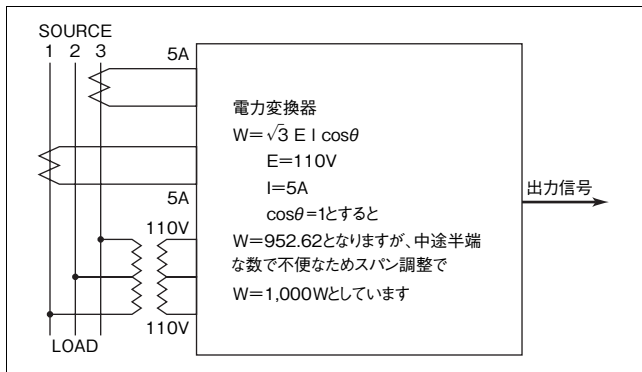 SOURCE
1 2 3
5A
5A
110V
110V
LOAD
電力変換器
W=√3 E I cosθ
E=110V
I=5A
cosθ=1とすると
W=952.62となりますが、中途半端
な数で不便なためスパン調整で
W=1,000Wとしています
出力信号